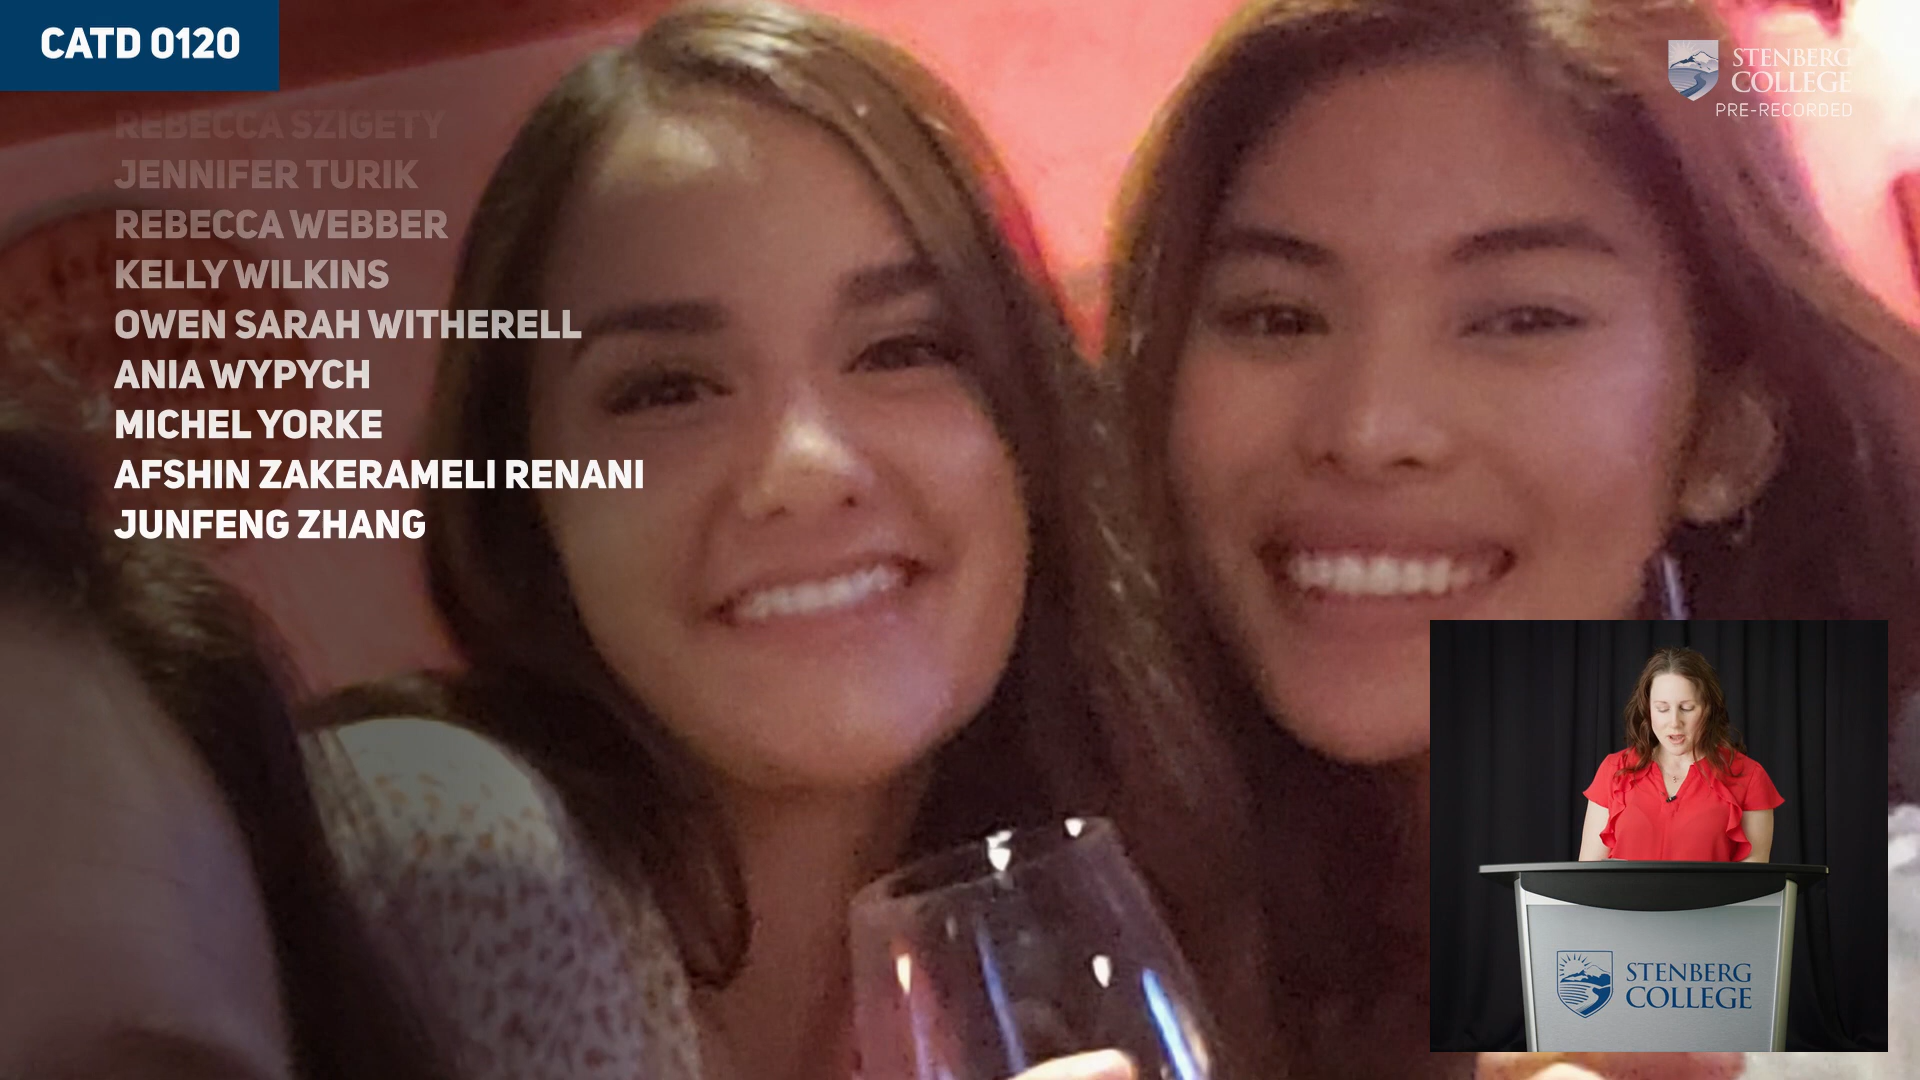 CATD 0120
STENBERG
COLLEGE
PRE-RECORDED
REBECCA SZIGETY
JENNIFER TURIK
REBECCA WEBBER
KELLY WILKINS
OWEN SARAH WITHERELL
ANIA WYPYCH
MICHEL YORKE
AFSHIN ZAKERAMELI RENANI
JUNFENG ZHANG
STENBERG
COLLEGE